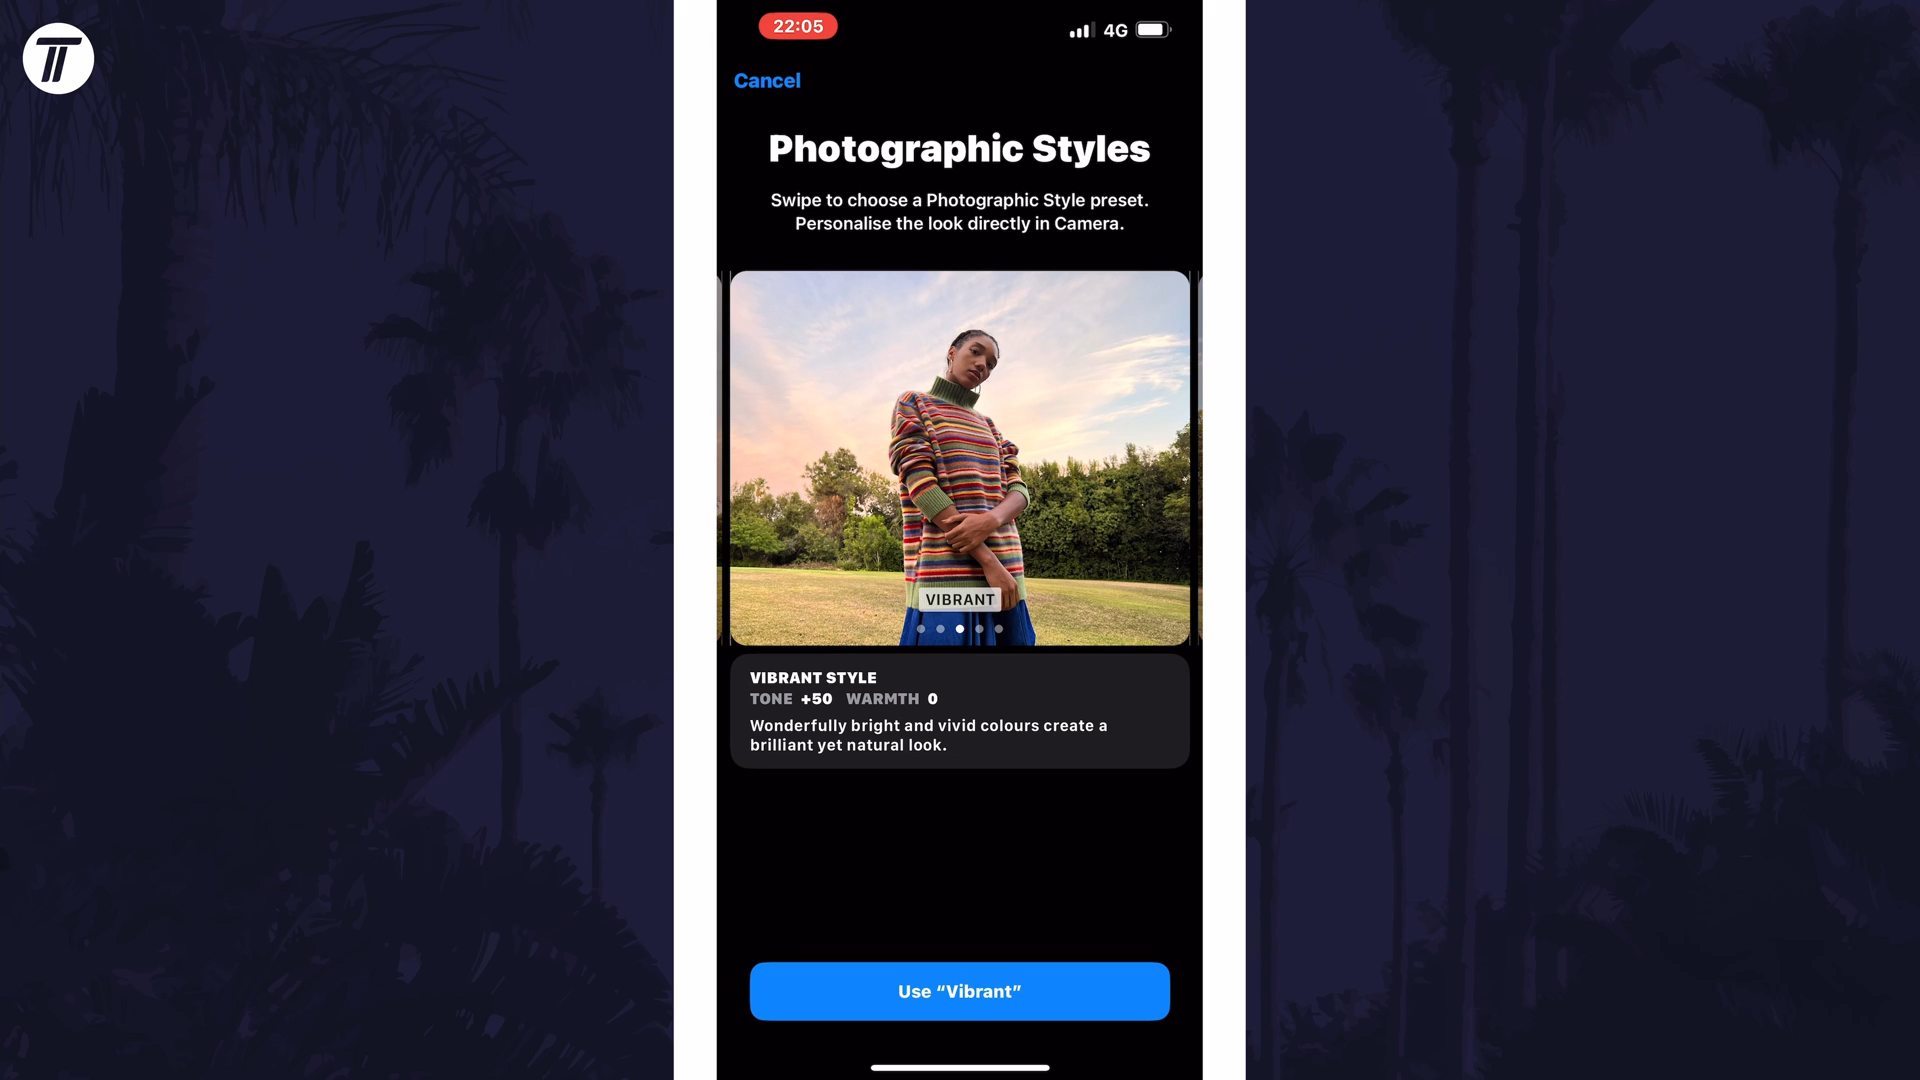 22:05
4G
Cancel
Photographic Styles
Swipe to choose a Photographic Style preset.
Personalise the look directly in Camera.
VIBRANT
VIBRANT STYLE
TONE +50 WARMTH 0
Wonderfully bright and vivid colours create a
brilliant yet natural look.
Use “Vibrant”